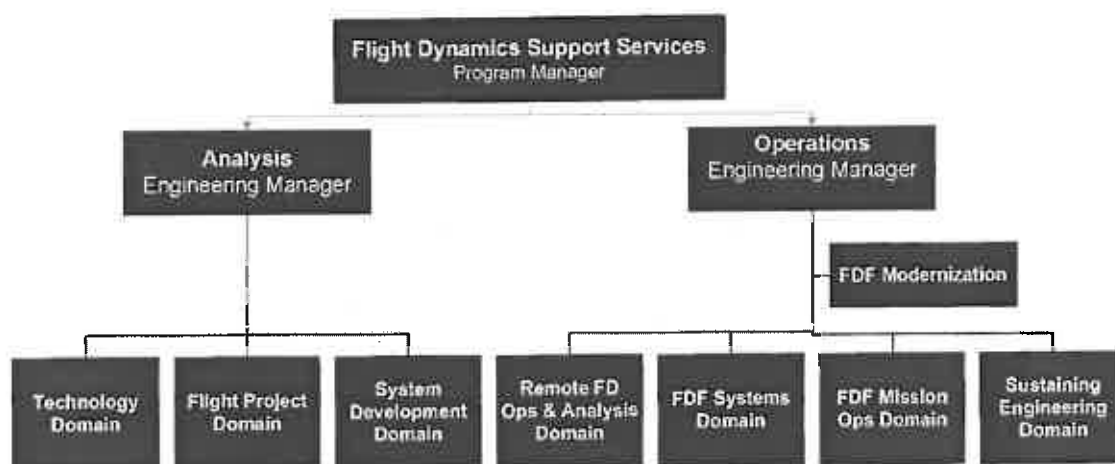 Flight Dynamics Support Services
Program Manager
Analysis
Engineering Manager
Operations
Engineering Manager
FDF Modernization
Technology
Domain
Flight Project
Domain
System
Development
Domain
Remote FD
Ops & Analysis
Domain
FDF Systems
Domain
FDF Mission
Ops Domain
Sustaining
Engineering
Domain